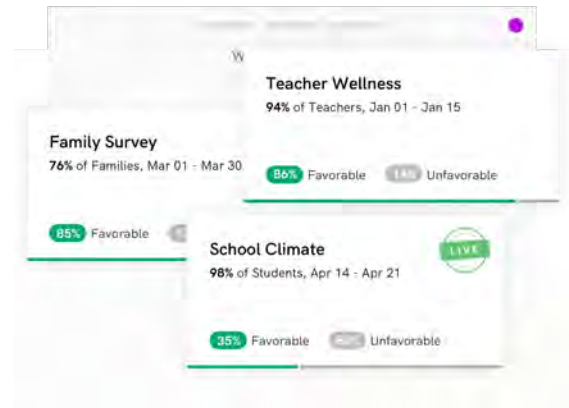 W
Teacher Wellness
94% of Teachers, Jan 01 - Jan 15
86% Favorable 14% Unfavorable
Family Survey
76% of Families, Mar 01 - Mar 30
85% Favorable
School Climate
98% of Students, Apr 14 - Apr 21
LIVE
35% Favorable Unfavorable